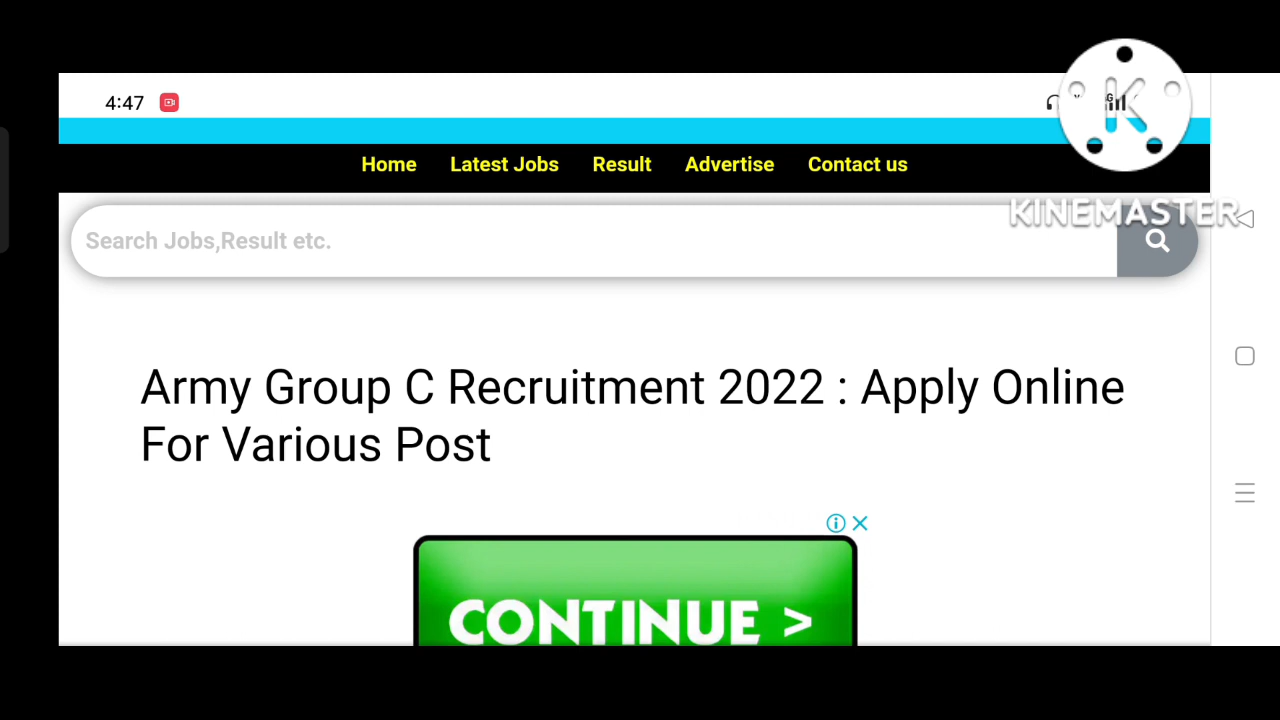 4:47
Home Latest Jobs Result Advertise Contact us
KINEMASTER
Search Jobs,Result etc.
Army Group C Recruitment 2022 : Apply Online
For Various Post
CONTINUE >